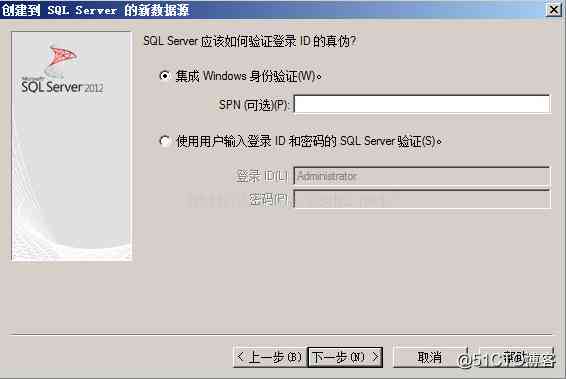 创建到 SQL Server 的新数据源
Microsoft
SQL Server 2012
SQL Server 应该如何验证登录 ID 的真伪?
集成 Windows 身份验证(W)。
SPN (可选)(P):
使用用户输入登录 ID 和密码的 SQL Server 验证(S)。
登录 ID(L)
Administrator
密码(P)
< 上一步(B)
下一步(N) >
取消
@51CTO博客